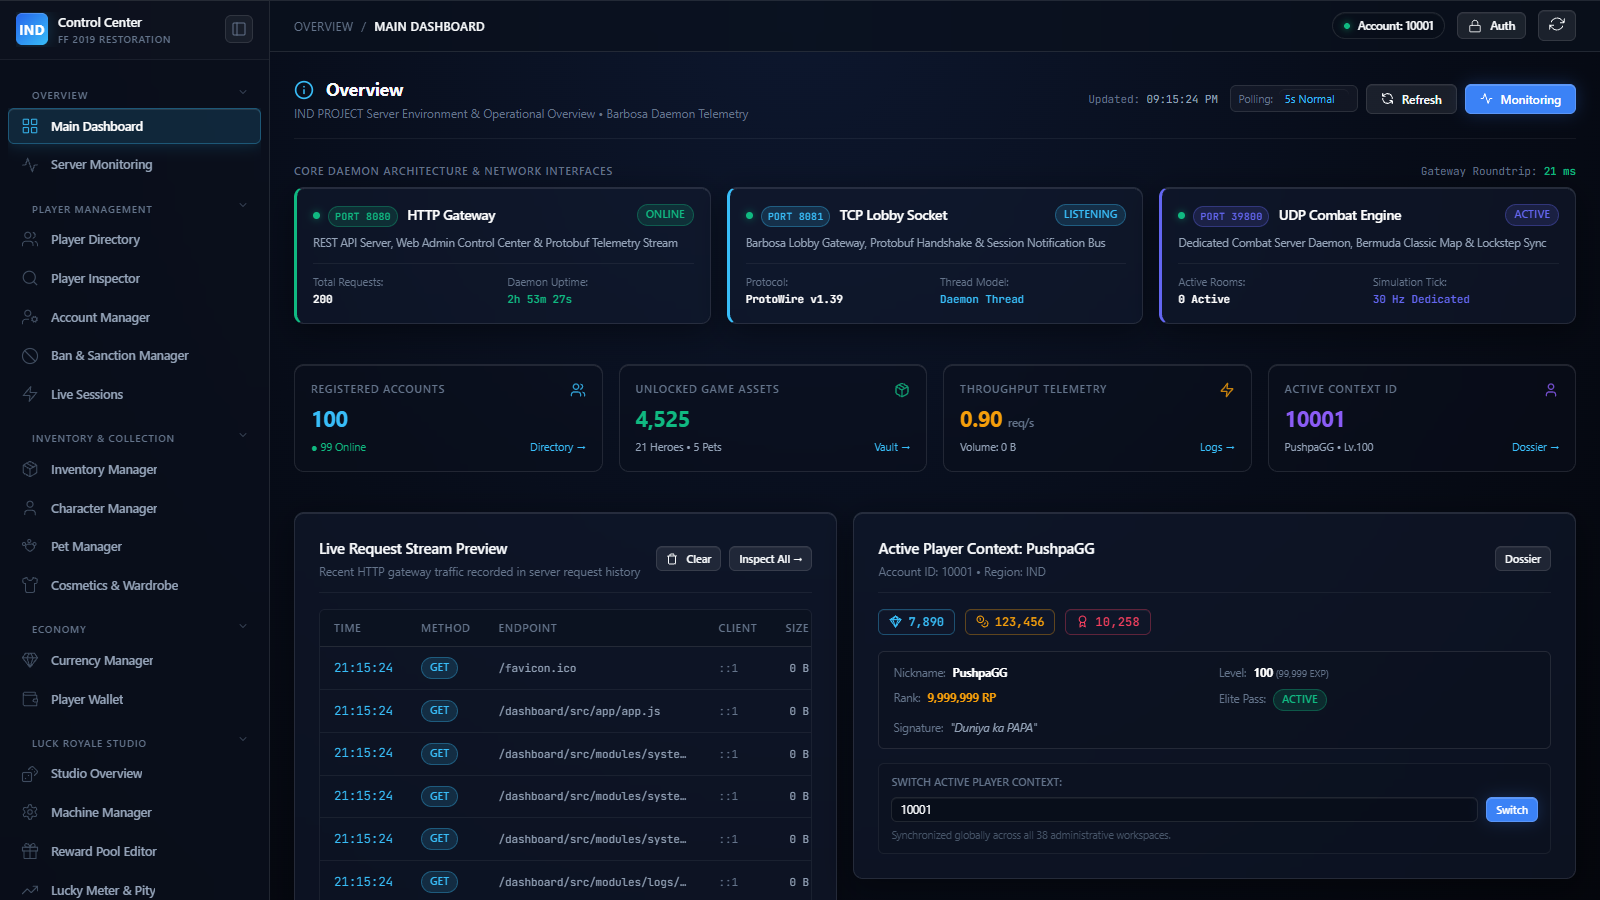 IND
Control Center
FF 2019 RESTORATION
OVERVIEW / MAIN DASHBOARD
Account: 10001
Auth
OVERVIEW
Main Dashboard
Server Monitoring
PLAYER MANAGEMENT
Player Directory
Player Inspector
Account Manager
Ban & Sanction Manager
Live Sessions
INVENTORY & COLLECTION
Inventory Manager
Character Manager
Pet Manager
Cosmetics & Wardrobe
ECONOMY
Currency Manager
Player Wallet
LUCK ROYALE STUDIO
Studio Overview
Machine Manager
Reward Pool Editor
Lucky Meter & Pity
Overview
IND PROJECT Server Environment & Operational Overview • Barbosa Daemon Telemetry
Updated: 09:15:24 PM
Polling: 5s Normal
Refresh
Monitoring
CORE DAEMON ARCHITECTURE & NETWORK INTERFACES
Gateway Roundtrip: 21 ms
PORT 8080 HTTP Gateway ONLINE
REST API Server, Web Admin Control Center & Protobuf Telemetry Stream
Total Requests: Daemon Uptime:
200 2h 53m 27s
PORT 8081 TCP Lobby Socket LISTENING
Barbosa Lobby Gateway, Protobuf Handshake & Session Notification Bus
Protocol: Thread Model:
ProtoWire v1.39 Daemon Thread
PORT 39800 UDP Combat Engine ACTIVE
Dedicated Combat Server Daemon, Bermuda Classic Map & Lockstep Sync
Active Rooms: Simulation Tick:
0 Active 30 Hz Dedicated
REGISTERED ACCOUNTS
100
● 99 Online Directory →
UNLOCKED GAME ASSETS
4,525
21 Heroes • 5 Pets Vault →
THROUGHPUT TELEMETRY
0.90 req/s
Volume: 0 B Logs →
ACTIVE CONTEXT ID
10001
PushpaGG • Lv.100 Dossier →
Live Request Stream Preview
Recent HTTP gateway traffic recorded in server request history
Clear
Inspect All →
TIME METHOD ENDPOINT CLIENT SIZE
21:15:24 GET /favicon.ico ::1 0 B
21:15:24 GET /dashboard/src/app/app.js ::1 0 B
21:15:24 GET /dashboard/src/modules/syste… ::1 0 B
21:15:24 GET /dashboard/src/modules/syste… ::1 0 B
21:15:24 GET /dashboard/src/modules/syste… ::1 0 B
21:15:24 GET /dashboard/src/modules/logs/… ::1 0 B
Active Player Context: PushpaGG
Account ID: 10001 • Region: IND
Dossier
7,890
123,456
10,258
Nickname: PushpaGG
Level: 100 (99,999 EXP)
Rank: 9,999,999 RP
Elite Pass: ACTIVE
Signature: "Duniya ka PAPA"
SWITCH ACTIVE PLAYER CONTEXT:
10001
Switch
Synchronized globally across all 38 administrative workspaces.